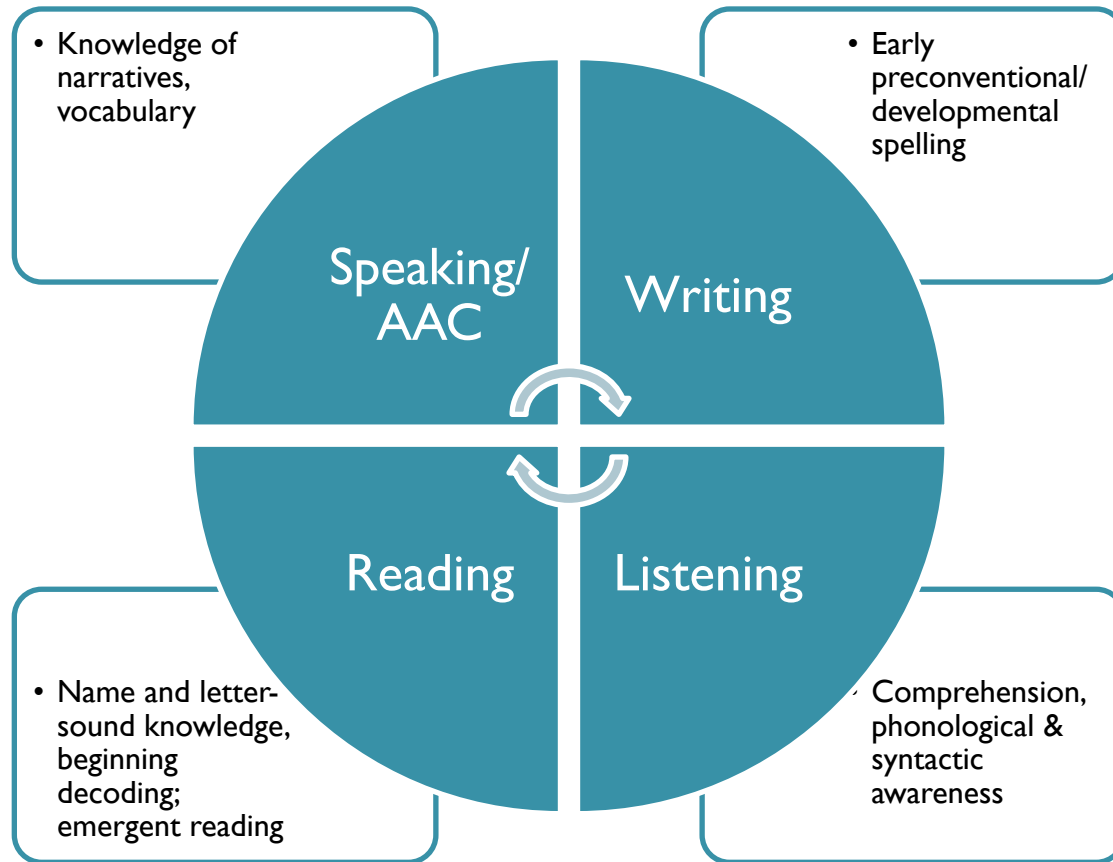 • Knowledge of
narratives,
vocabulary
• Early
preconventional/
developmental
spelling
Speaking/
AAC
Writing
Reading
Listening
• Name and letter-
sound knowledge,
beginning
decoding;
emergent reading
• Comprehension,
phonological &
syntactic
awareness